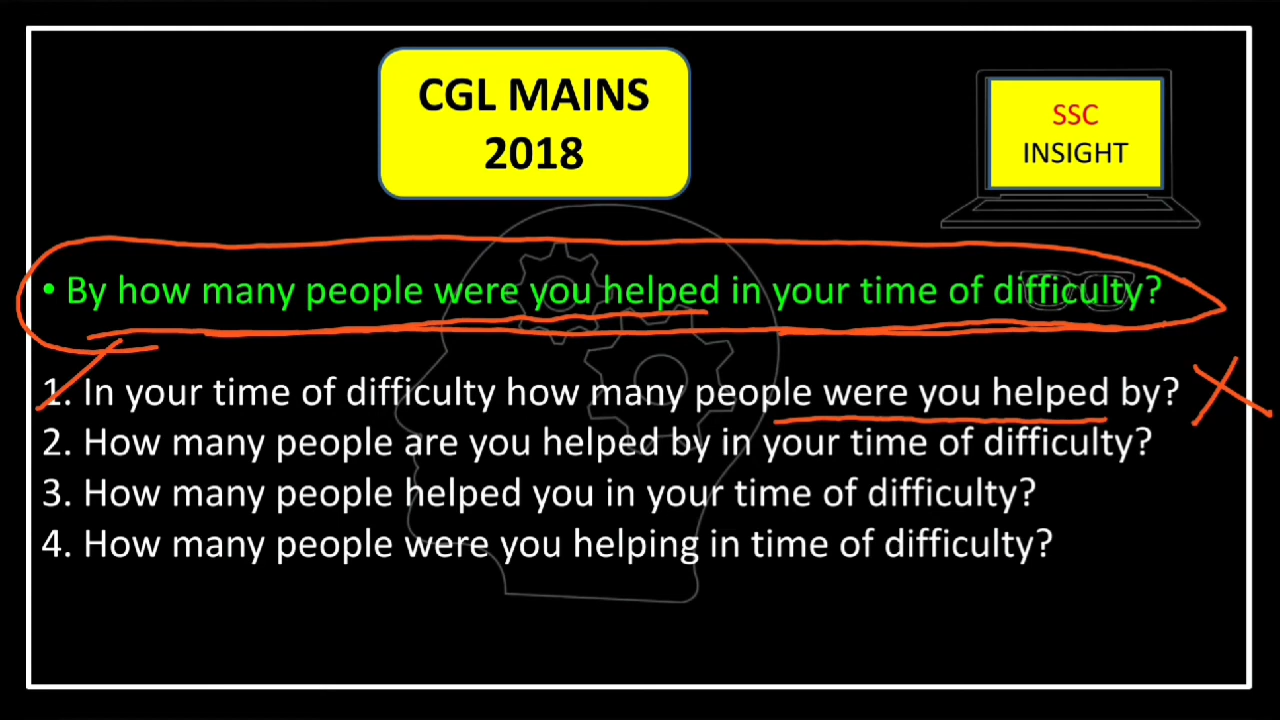 CGL MAINS
2018
SSC
INSIGHT
• By how many people were you helped in your time of difficulty?
1. In your time of difficulty how many people were you helped by?
2. How many people are you helped by in your time of difficulty?
3. How many people helped you in your time of difficulty?
4. How many people were you helping in time of difficulty?